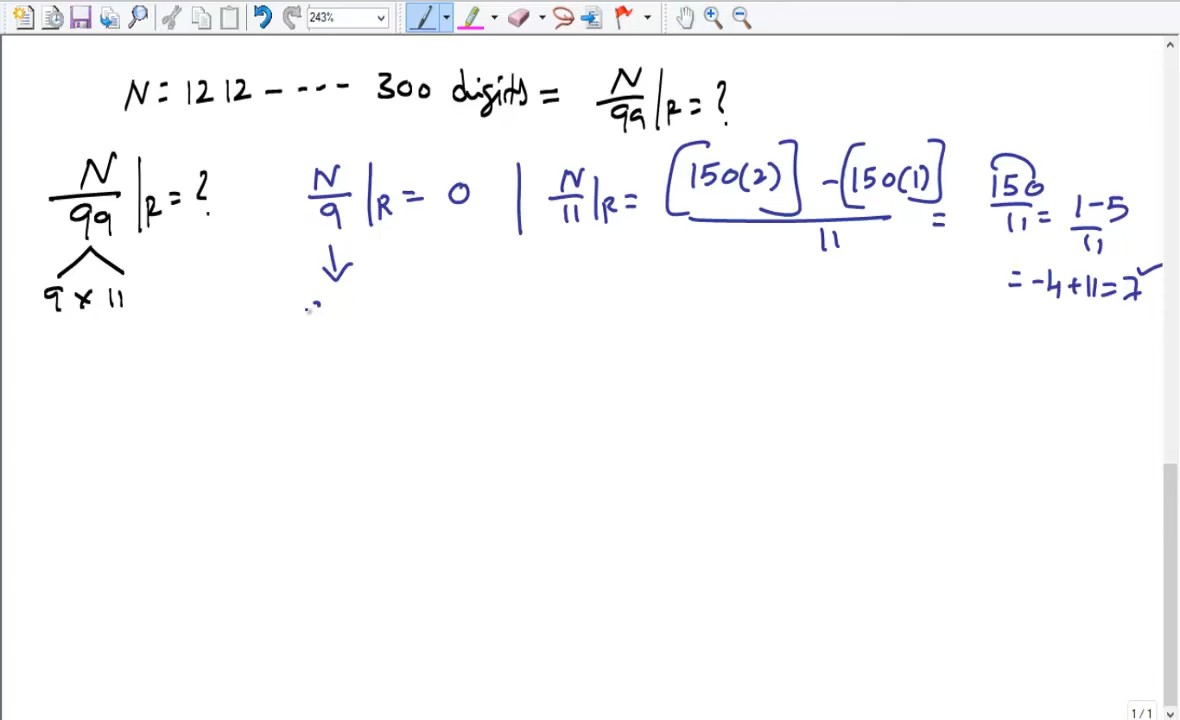 243%
N = 1212 ---- 300 digits = N/99 | R = ?
N/99 | R = ?
9 × 11
N/9 | R = 0
N/11 | R = [150(2)] - [150(1)] / 11 = 150/11 = 1-5/11
= -4+11 = 7 ✓
1/1